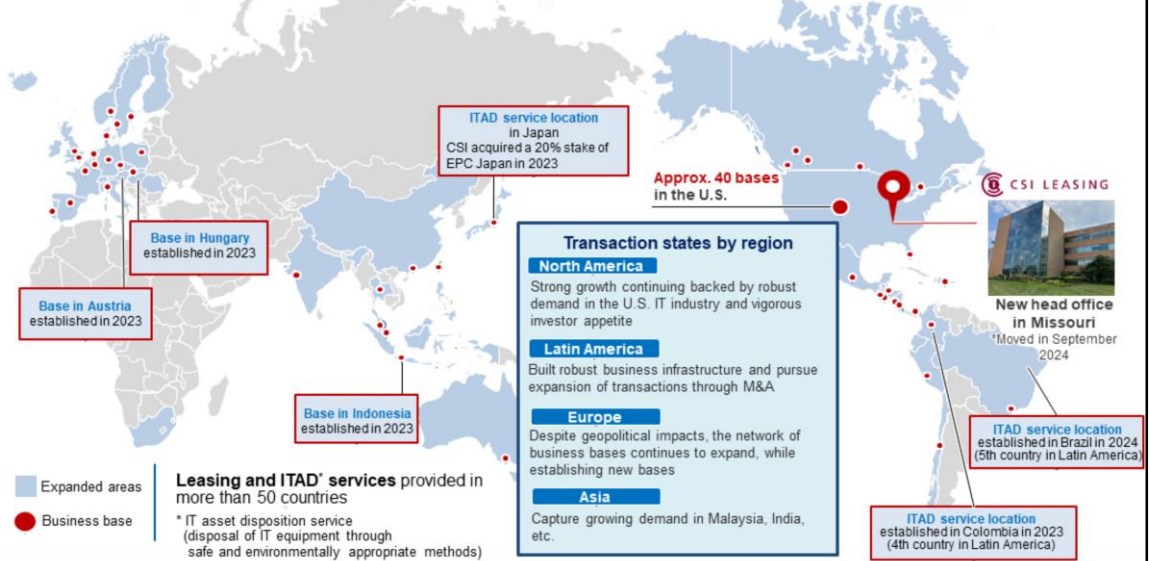 ITAD service location
in Japan
CSI acquired a 20% stake of
EPC Japan in 2023
Approx. 40 bases
in the U.S.
CSI LEASING
New head office
in Missouri
*Moved in September
2024
Base in Hungary
established in 2023
Base in Austria
established in 2023
Base in Indonesia
established in 2023
Transaction states by region
North America
Strong growth continuing backed by robust
demand in the U.S. IT industry and vigorous
investor appetite
Latin America
Built robust business infrastructure and pursue
expansion of transactions through M&A
Europe
Despite geopolitical impacts, the network of
business bases continues to expand, while
establishing new bases
Asia
Capture growing demand in Malaysia, India,
etc.
ITAD service location
established in Brazil in 2024
(5th country in Latin America)
ITAD service location
established in Colombia in 2023
(4th country in Latin America)
Expanded areas
Business base
Leasing and ITAD* services provided in
more than 50 countries
* IT asset disposition service
(disposal of IT equipment through
safe and environmentally appropriate methods)